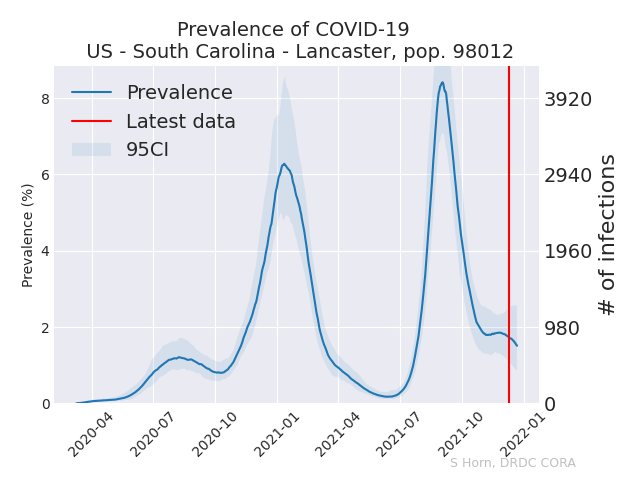 Prevalence of COVID-19
US - South Carolina - Lancaster, pop. 98012
Prevalence
Latest data
95CI
Prevalence (%)
8
6
4
2
0
3920
2940
1960
980
0
# of infections
2020-04
2020-07
2020-10
2021-01
2021-04
2021-07
2021-10
2022-01
S Horn, DRDC CORA